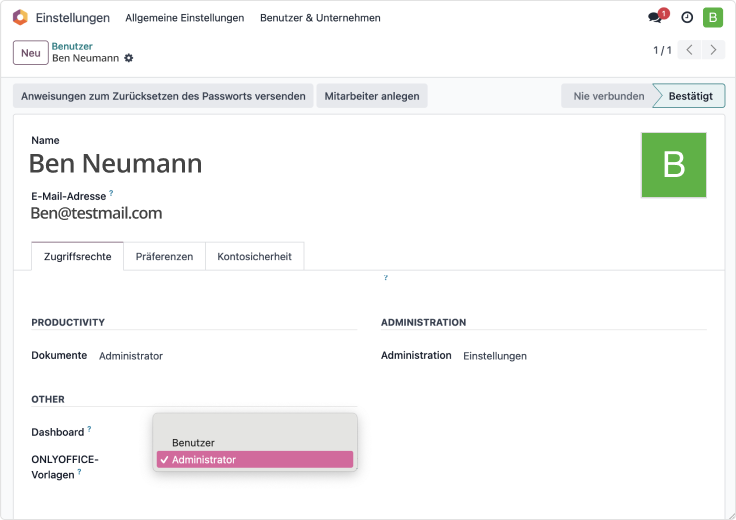 Einstellungen Allgemeine Einstellungen Benutzer & Unternehmen 1 B
Neu Benutzer 1 / 1
Ben Neumann
Anweisungen zum Zurücksetzen des Passworts versenden Mitarbeiter anlegen Nie verbunden Bestätigt
Name
Ben Neumann B
E-Mail-Adresse ?
Ben@testmail.com
Zugriffsrechte Präferenzen Kontosicherheit
?
PRODUCTIVITY ADMINISTRATION
Dokumente Administrator Administration Einstellungen
OTHER
Dashboard ?
Benutzer
ONLYOFFICE- ✓ Administrator
Vorlagen ?